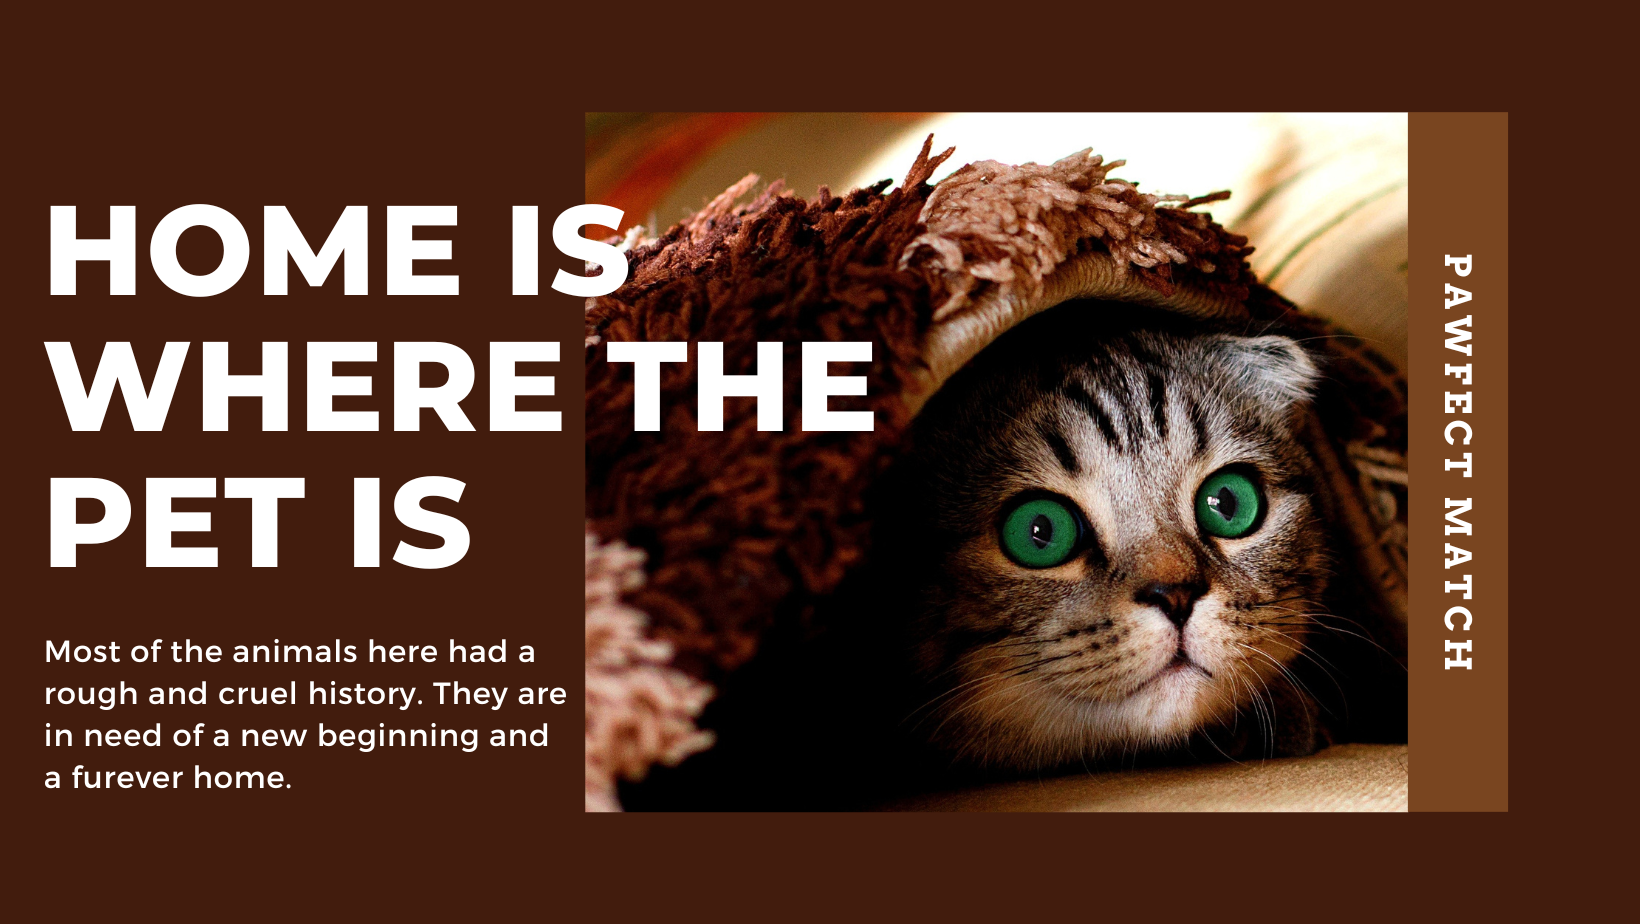 HOME IS
WHERE THE
PET IS
Most of the animals here had a
rough and cruel history. They are
in need of a new beginning and
a furever home.
PAWFECT MATCH